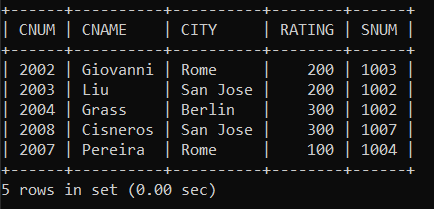 +------+----------+----------+--------+------+
| CNUM | CNAME    | CITY     | RATING | SNUM |
+------+----------+----------+--------+------+
| 2002 | Giovanni | Rome     |    200 | 1003 |
| 2003 | Liu      | San Jose |    200 | 1002 |
| 2004 | Grass    | Berlin   |    300 | 1002 |
| 2008 | Cisneros | San Jose |    300 | 1007 |
| 2007 | Pereira  | Rome     |    100 | 1004 |
+------+----------+----------+--------+------+
5 rows in set (0.00 sec)